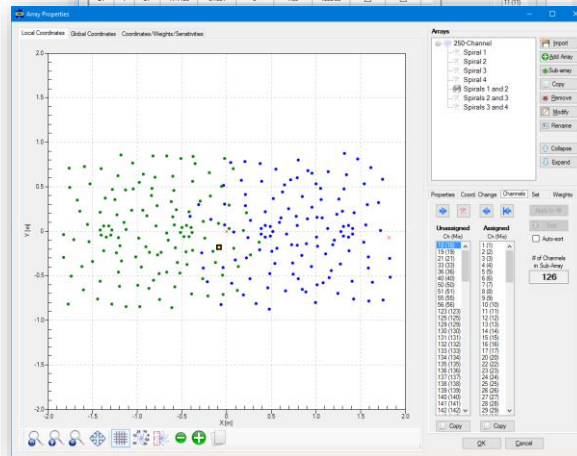 11 (11)
Array Properties
Local Coordinates Global Coordinates Coordinates/Weights/Sensitivities
Arrays
250-Channel
Spiral 1
Spiral 2
Spiral 3
Spiral 4
Spirals 1 and 2
Spirals 2 and 3
Spirals 3 and 4
Import
Add Array
Sub-array
Copy
Remove
Modify
Rename
Collapse
Expand
2.0
1.5
1.0
0.5
0
-0.5
-1.0
-1.5
-2.0
Y [m]
-2.0 -1.5 -1.0 -0.5 0.0 0.5 1.0 1.5 2.0
X [m]
Properties Coord Change Channels Set Weights
Unassigned Assigned
Ch (Mic) Ch (Mic)
18 (18) 1 (1)
19 (19) 2 (2)
21 (21) 3 (3)
33 (33) 4 (4)
36 (36) 5 (5)
40 (40) 6 (6)
50 (50) 7 (7)
51 (51) 8 (8)
55 (55) 9 (9)
56 (56) 10 (10)
123 (123) 11 (11)
125 (125) 12 (12)
129 (129) 13 (13)
130 (130) 14 (14)
131 (131) 15 (15)
132 (132) 16 (16)
133 (133) 17 (17)
134 (134) 20 (20)
135 (135) 22 (22)
136 (136) 23 (23)
137 (137) 24 (24)
138 (138) 25 (25)
139 (139) 26 (26)
140 (140) 27 (27)
141 (141) 28 (28)
142 (142) 29 (29)
Apply to All
Sort
Auto-sort
# of Channels
in Sub-Array
126
Copy Copy
OK Cancel